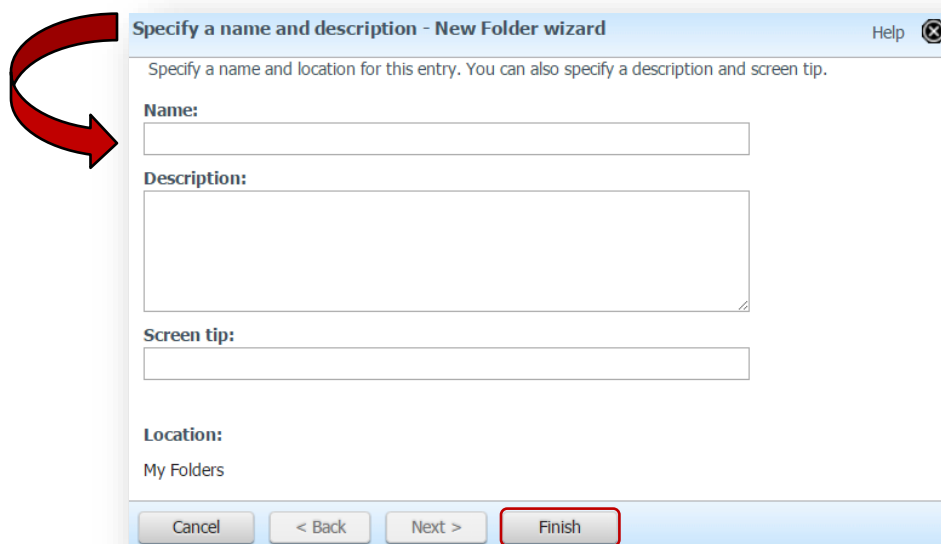 Specify a name and description - New Folder wizard Help
Specify a name and location for this entry. You can also specify a description and screen tip.
Name:
Description:
Screen tip:
Location:
My Folders
Cancel < Back Next > Finish